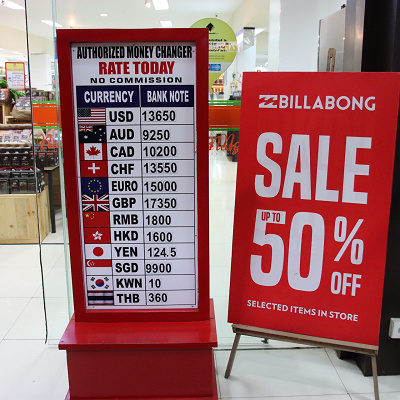 AUTHORIZED MONEY CHANGER
RATE TODAY
NO COMMISSION
CURRENCY BANK NOTE
USD 13650
AUD 9250
CAD 10200
CHF 13550
EURO 15000
GBP 17350
RMB 1800
HKD 1600
YEN 124.5
SGD 9900
KWN 10
THB 360
BILLABONG
SALE
UP TO
50% OFF
SELECTED ITEMS IN STORE